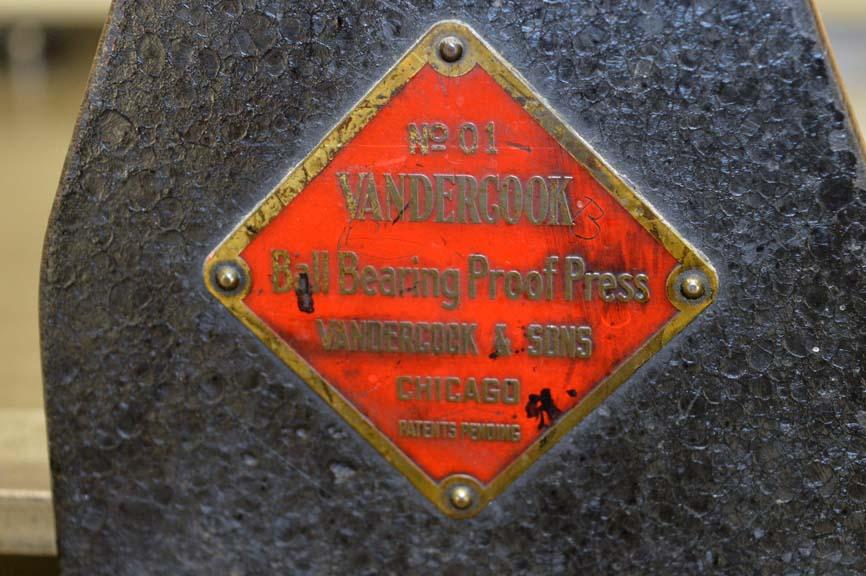 Nº 01
VANDERCOOK
Ball Bearing Proof Press
VANDERCOOK & SONS
CHICAGO
PATENTS PENDING